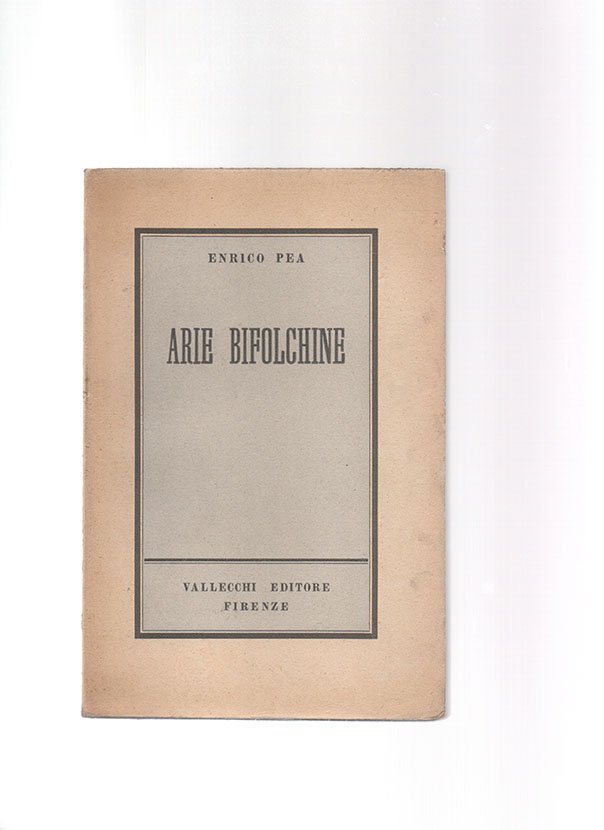 ENRICO PEA
ARIE BIFOLCHINE
VALLECCHI EDITORE
FIRENZE